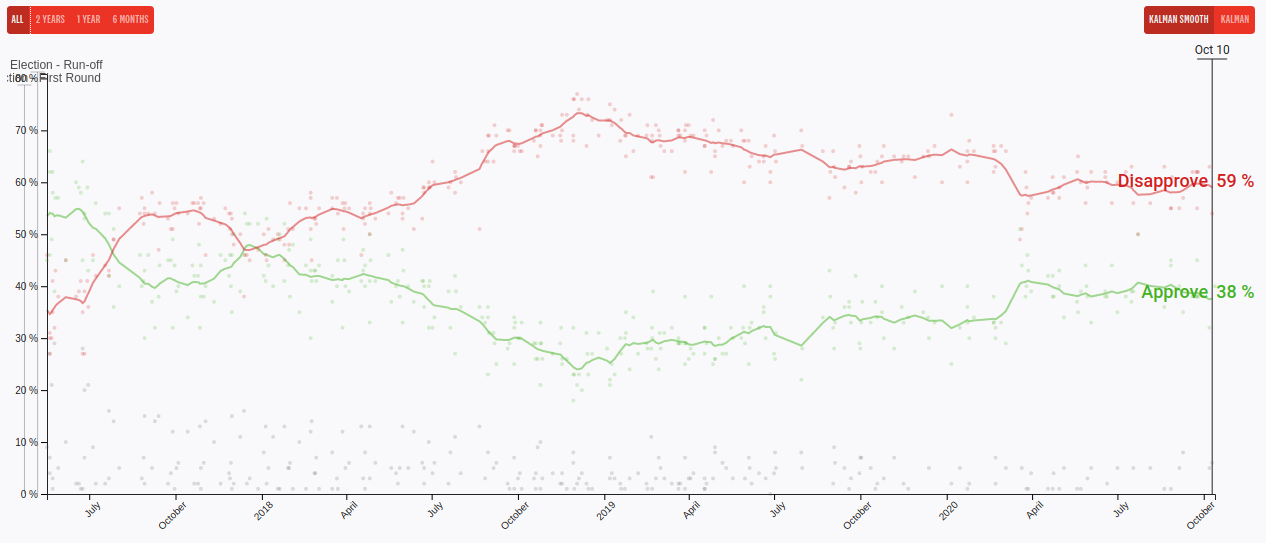 ALL 2 YEARS 1 YEAR 6 MONTHS
KALMAN SMOOTH KALMAN
Oct 10
Election - Run-off
First Round
80 %
70 %
60 %
Disapprove 59 %
50 %
40 %
Approve 38 %
30 %
20 %
10 %
0 %
July October 2018 April July October 2019 April July October 2020 April July October